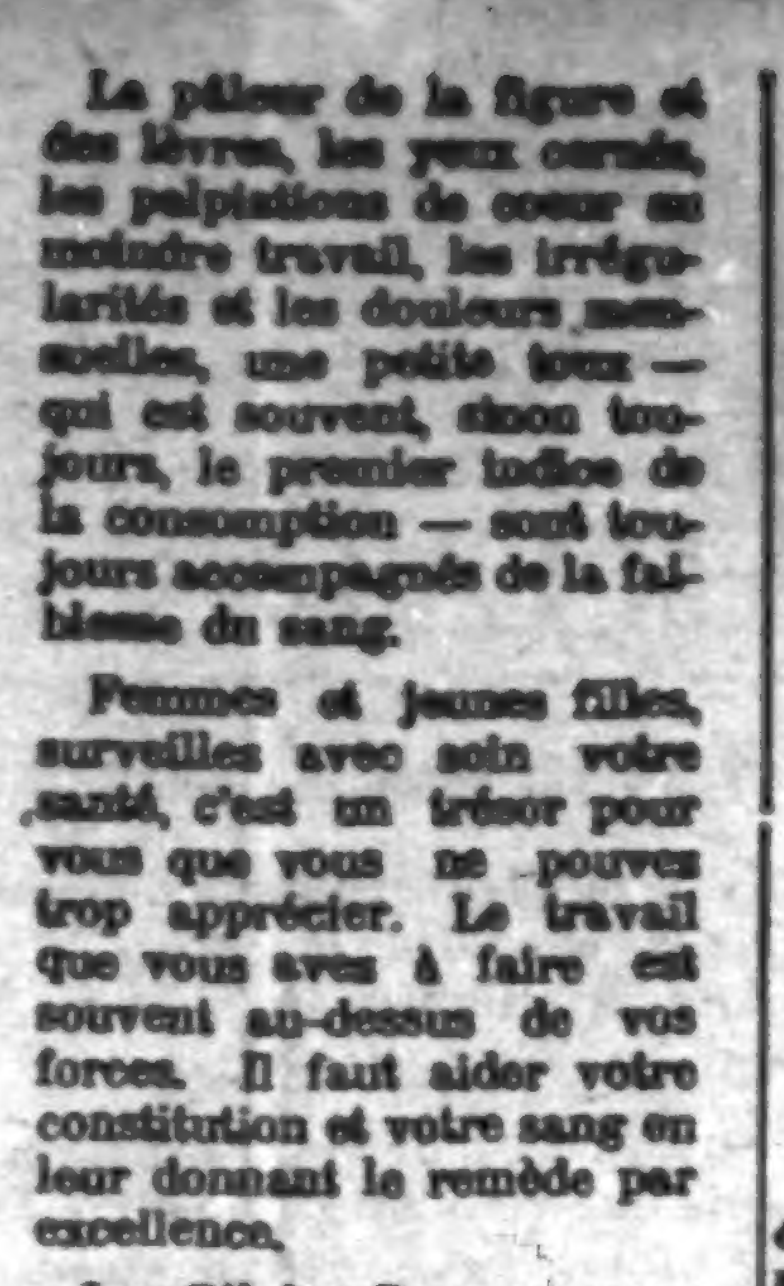 La pâleur de la figure et
des lèvres, les yeux cernés,
les palpitations de coeur au
moindre travail, les irrégu-
larités et les douleurs men-
suelles, une petite toux —
qui est souvent, sinon tou-
jours, le premier indice de
la consomption — sont tou-
jours accompagnés de la fai-
blesse du sang.
Femmes et jeunes filles,
surveillez avec soin votre
santé, c'est un trésor pour
vous que vous ne pouvez
trop apprécier. Le travail
que vous avez à faire est
souvent au-dessus de vos
forces. Il faut aider votre
constitution et votre sang en
leur donnant le remède par
excellence.